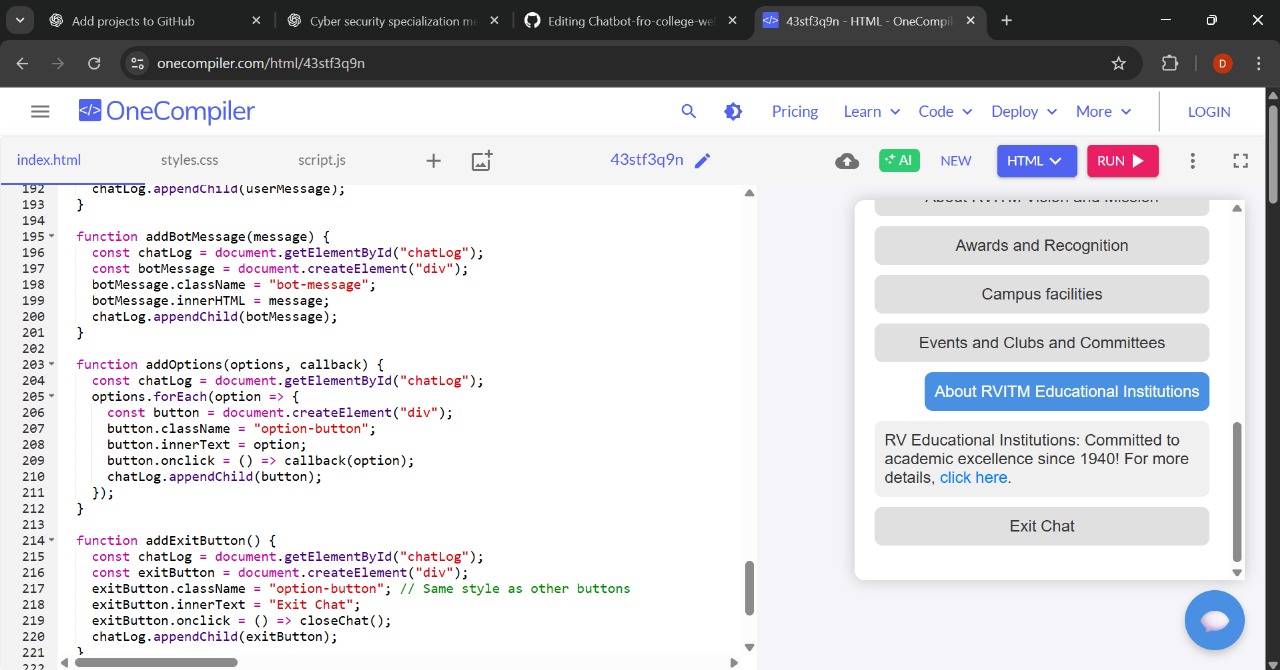 Add projects to GitHub
Cyber security specialization m
Editing Chatbot-fro-college-we
43stf3q9n - HTML - OneCompil
onecompiler.com/html/43stf3q9n
D
</> OneCompiler
Pricing
Learn
Code
Deploy
More
LOGIN
index.html
styles.css
script.js
43stf3q9n
AI
NEW
HTML
RUN
192 chatLog.appendChild(userMessage);
193 }
194
195 function addBotMessage(message) {
196 const chatLog = document.getElementById("chatLog");
197 const botMessage = document.createElement("div");
198 botMessage.className = "bot-message";
199 botMessage.innerHTML = message;
200 chatLog.appendChild(botMessage);
201 }
202
203 function addOptions(options, callback) {
204 const chatLog = document.getElementById("chatLog");
205 options.forEach(option => {
206 const button = document.createElement("div");
207 button.className = "option-button";
208 button.innerText = option;
209 button.onclick = () => callback(option);
210 chatLog.appendChild(button);
211 });
212 }
213
214 function addExitButton() {
215 const chatLog = document.getElementById("chatLog");
216 const exitButton = document.createElement("div");
217 exitButton.className = "option-button"; // Same style as other buttons
218 exitButton.innerText = "Exit Chat";
219 exitButton.onclick = () => closeChat();
220 chatLog.appendChild(exitButton);
221 }
222
About RVITM Vision and Mission
Awards and Recognition
Campus facilities
Events and Clubs and Committees
About RVITM Educational Institutions
RV Educational Institutions: Committed to
academic excellence since 1940! For more
details, click here.
Exit Chat